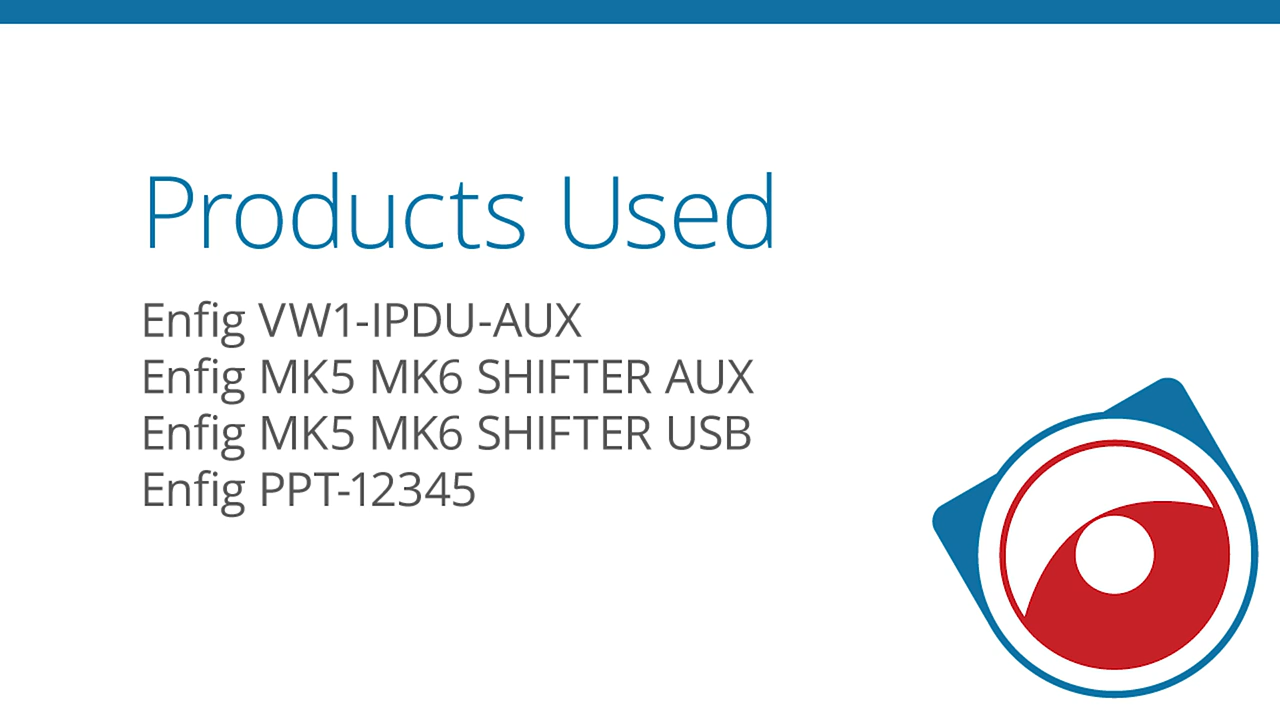 Products Used
Enfig VW1-IPDU-AUX
Enfig MK5 MK6 SHIFTER AUX
Enfig MK5 MK6 SHIFTER USB
Enfig PPT-12345